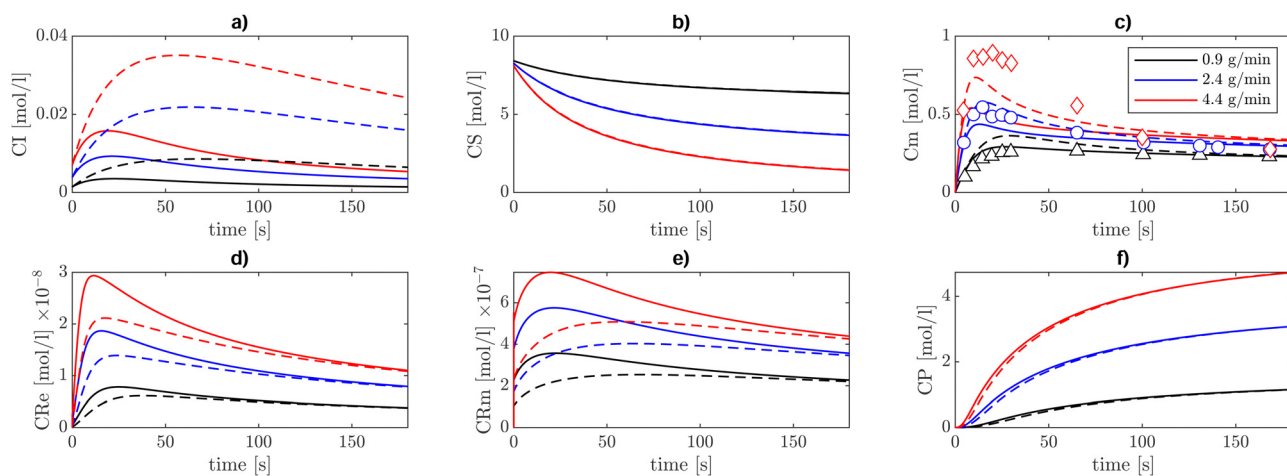 a)
CI [mol/l]
0.04
0.02
0
0 50 100 150
time [s]
b)
CS [mol/l]
10
5
0
0 50 100 150
time [s]
c)
Cm [mol/l]
1
0.5
0
0.9 g/min
2.4 g/min
4.4 g/min
0 50 100 150
time [s]
d)
CRe [mol/l] ×10⁻⁸
3
2
1
0
0 50 100 150
time [s]
e)
CRm [mol/l] ×10⁻⁷
6
4
2
0
0 50 100 150
time [s]
f)
CP [mol/l]
4
2
0
0 50 100 150
time [s]